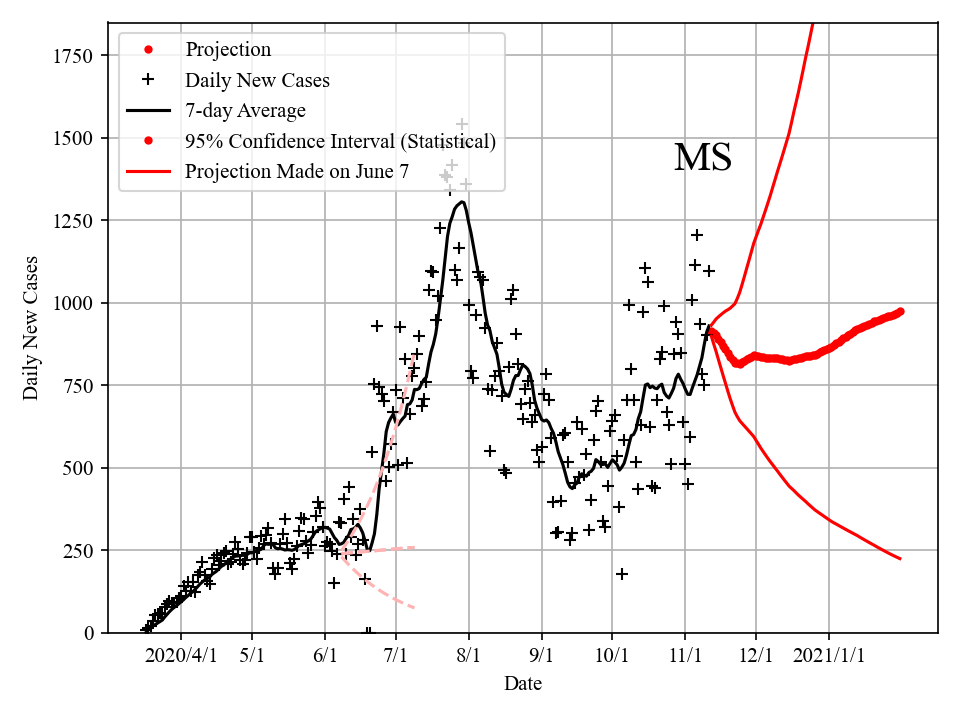 Projection
Daily New Cases
7-day Average
95% Confidence Interval (Statistical)
Projection Made on June 7
MS
1750
1500
1250
1000
750
500
250
0
Daily New Cases
2020/4/1 5/1 6/1 7/1 8/1 9/1 10/1 11/1 12/1 2021/1/1
Date